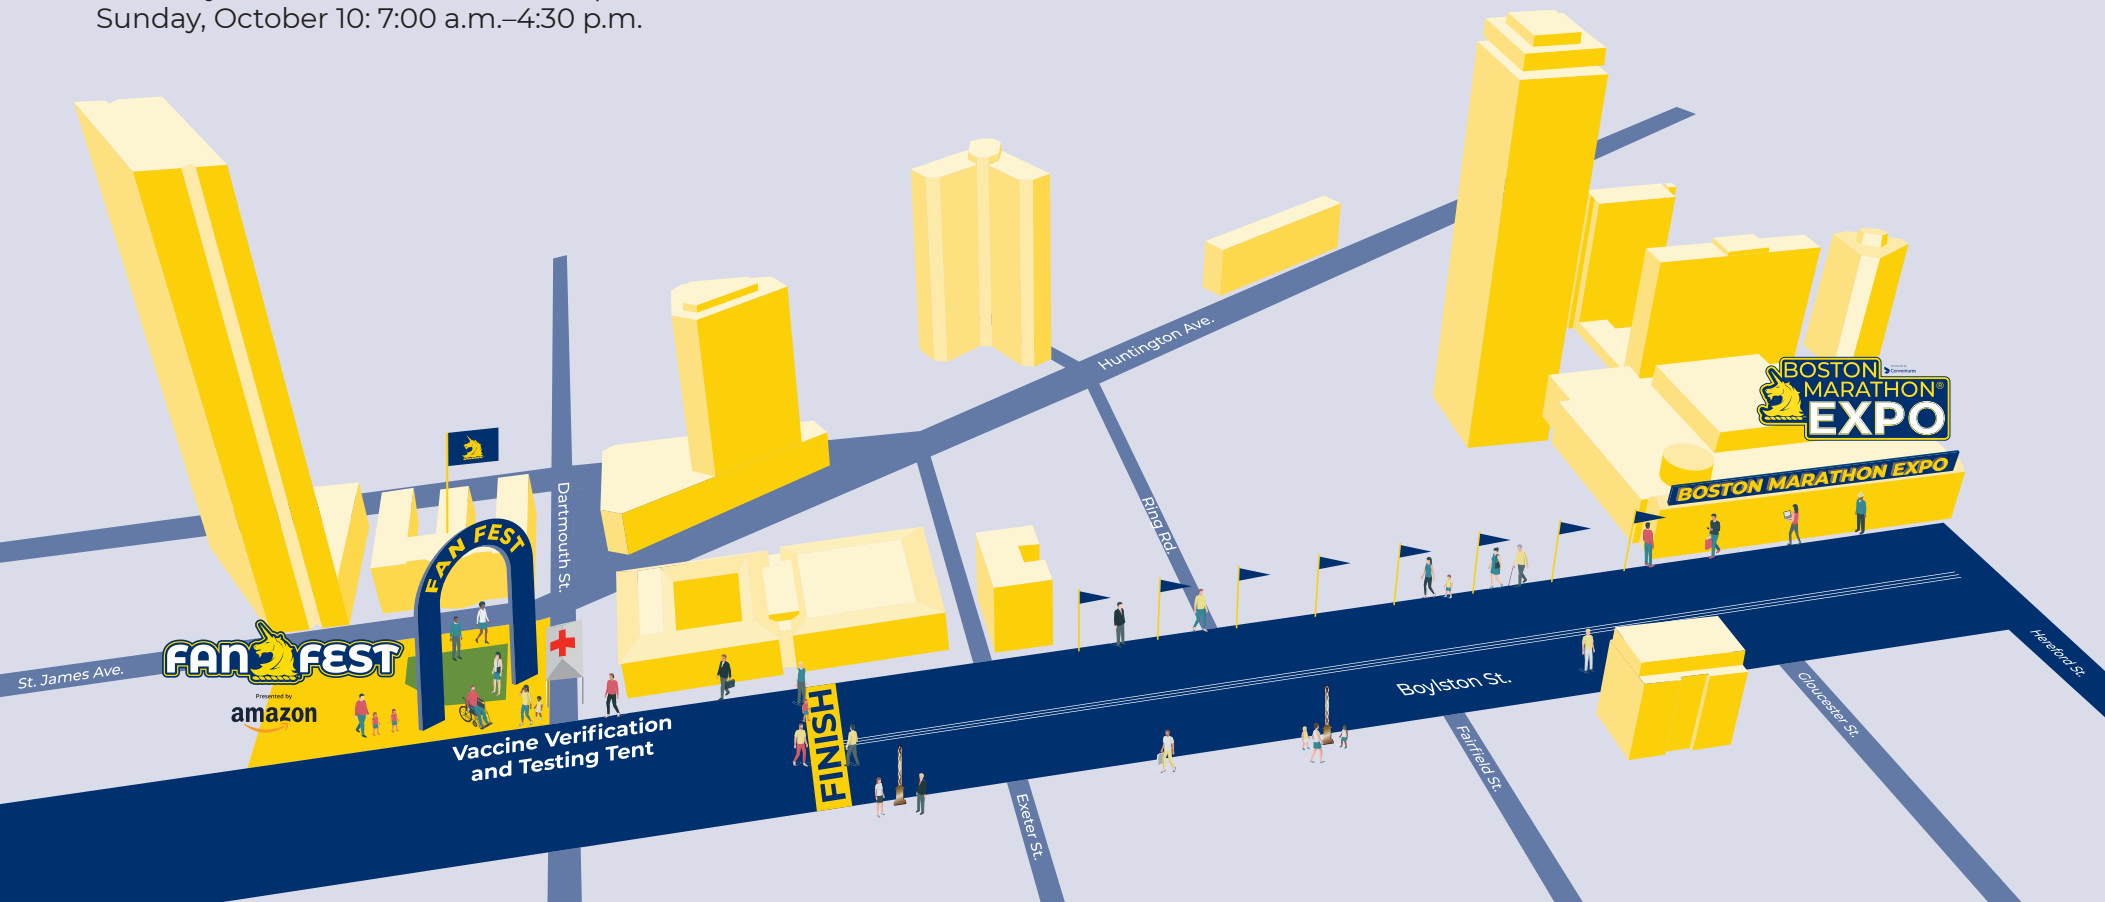 Sunday, October 10: 7:00 a.m.–4:30 p.m.
BOSTON
MARATHON®
EXPO
Conventures
BOSTON MARATHON EXPO
Huntington Ave.
Dartmouth St.
Ring Rd.
FAN FEST
FAN FEST
Presented by
amazon
St. James Ave.
Vaccine Verification
and Testing Tent
FINISH
Boylston St.
Exeter St.
Fairfield St.
Gloucester St.
Hereford St.